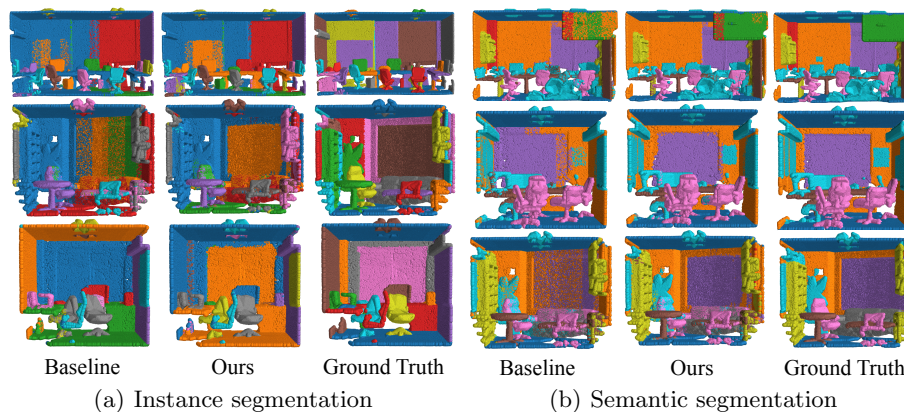 Baseline Ours Ground Truth Baseline Ours Ground Truth
(a) Instance segmentation (b) Semantic segmentation